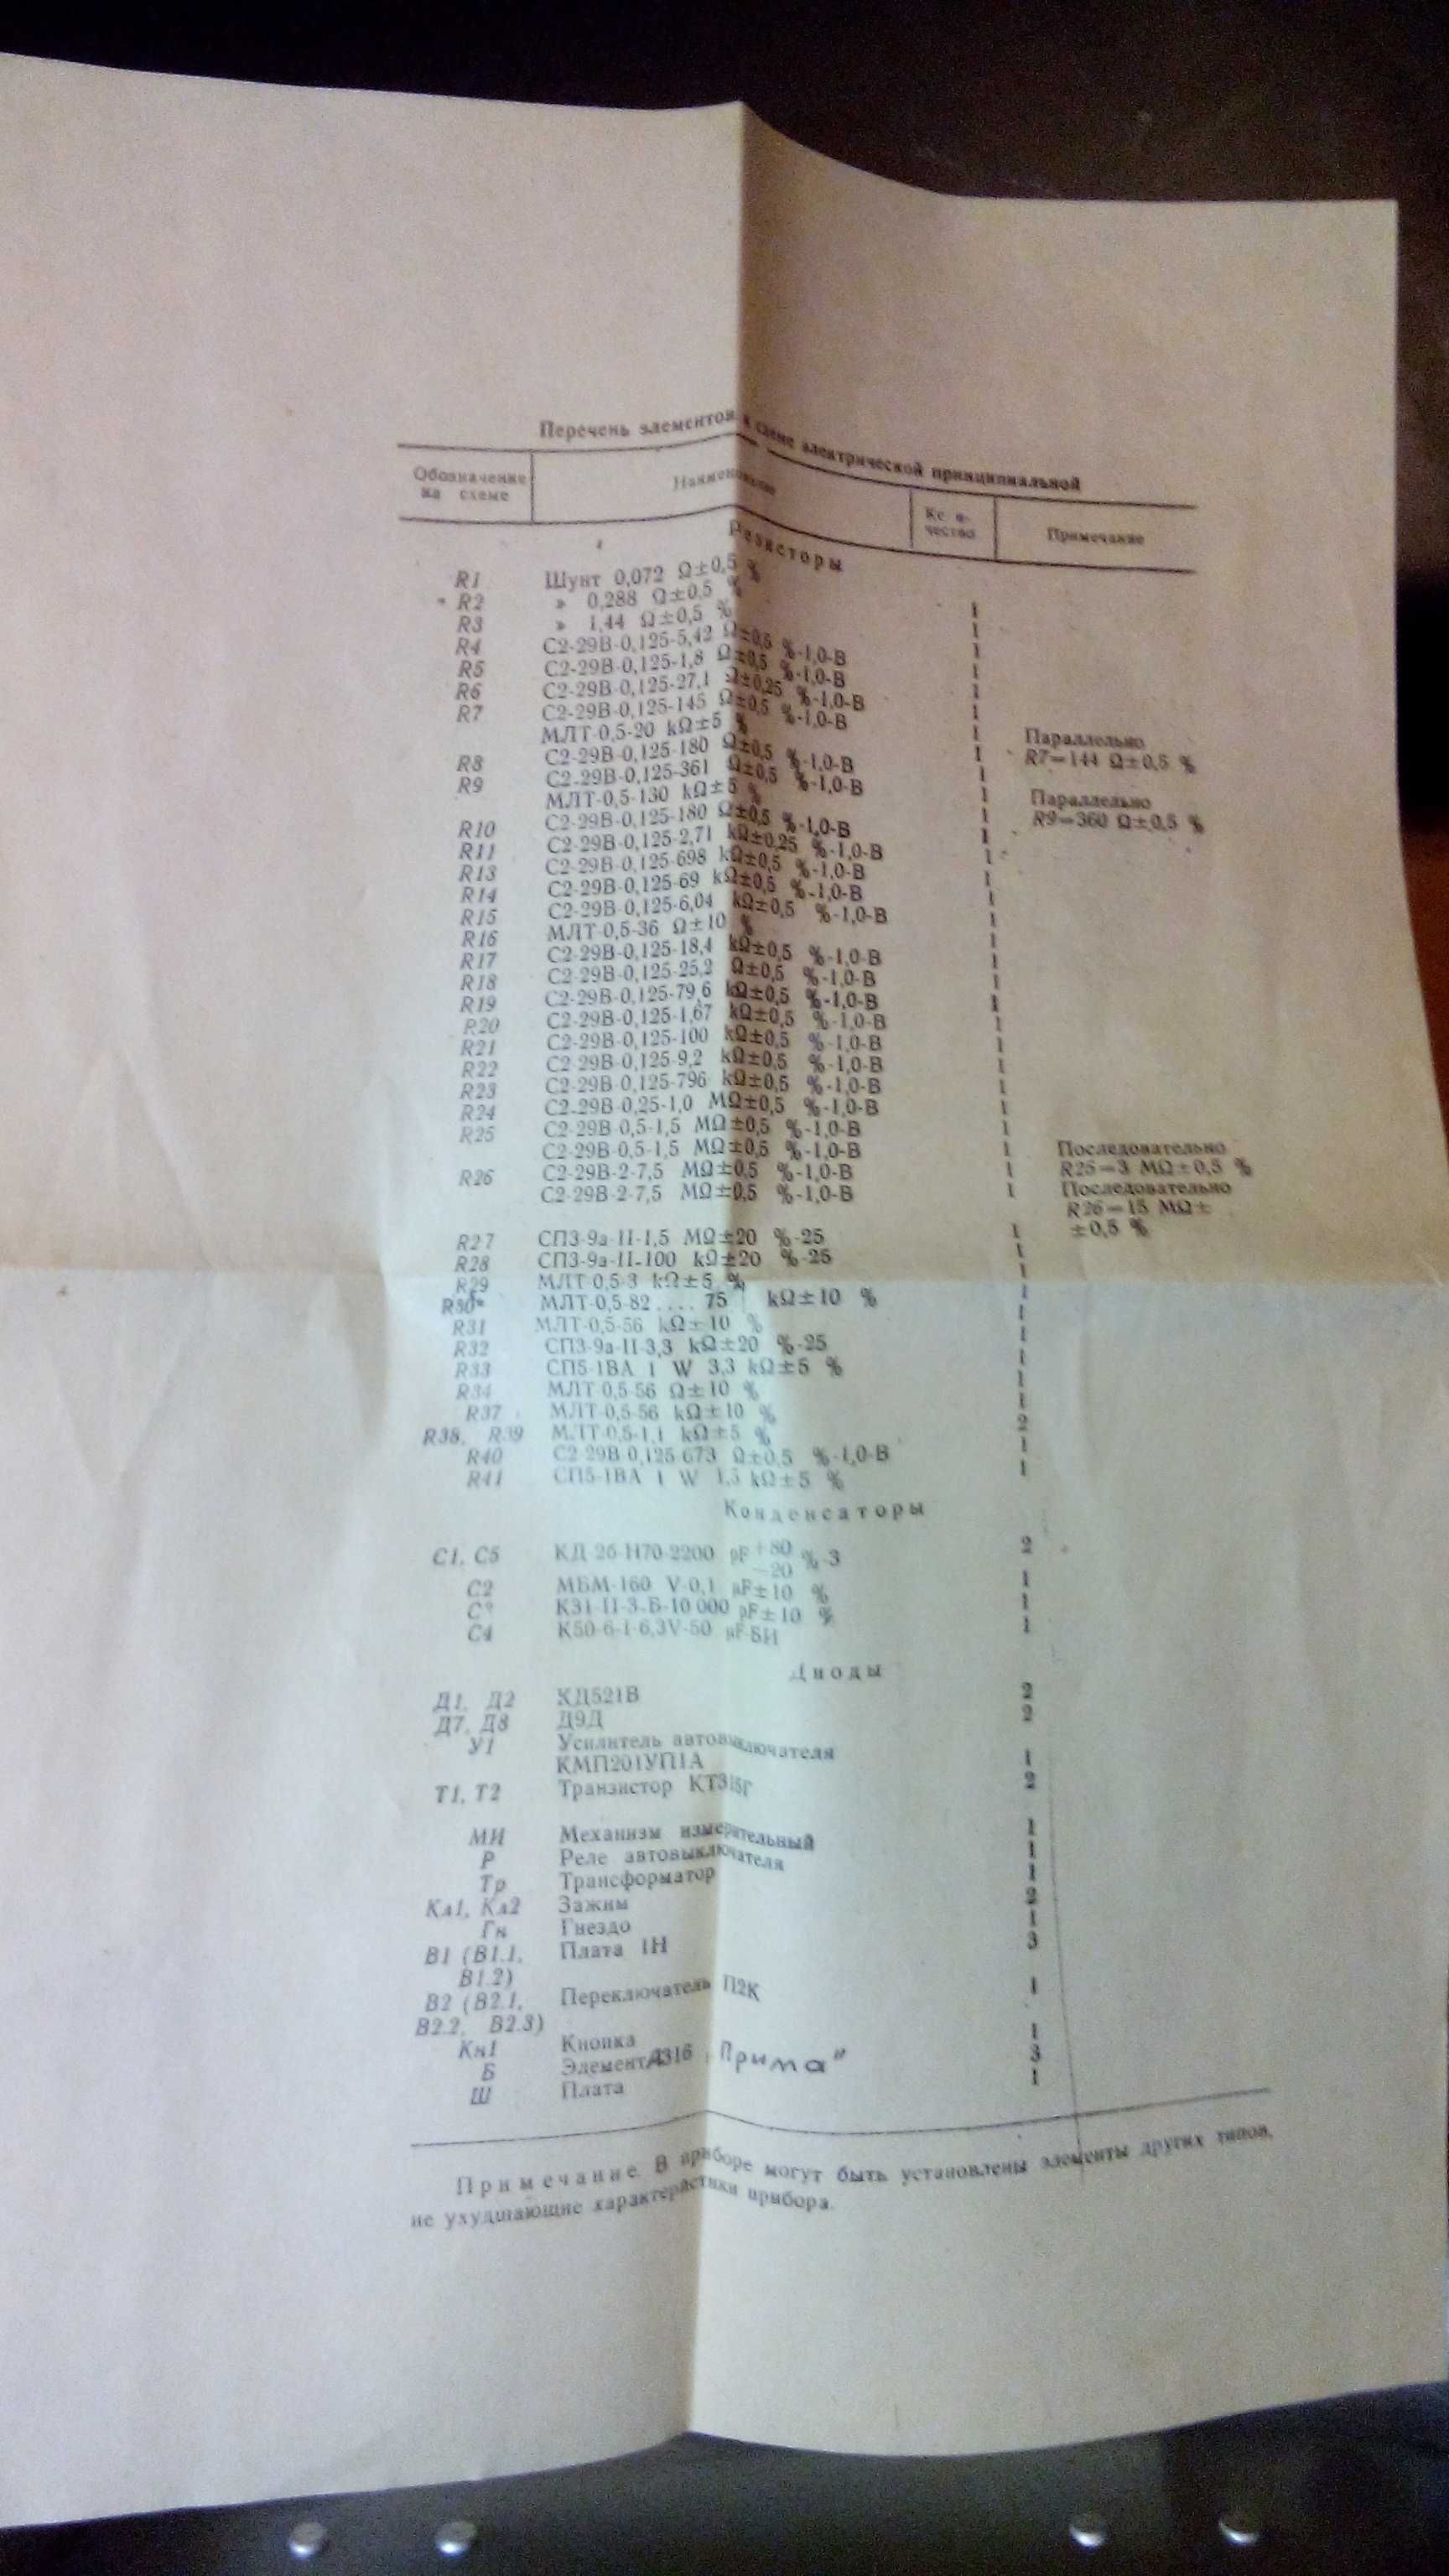 Перечень элементов к схеме электрической принципиальной
Обозначение на схеме Наименование Примечание
Резисторы
R1 Шунт 0,072 Ω±0,5 % 1
R2 » 0,288 Ω±0,5 % 1
R3 » 1,44 Ω±0,5 % 1
R4 С2-29В-0,125-5,42 Ω±0,5 %-1,0-В 1
R5 С2-29В-0,125-1,8 Ω±0,5 %-1,0-В 1
R6 С2-29В-0,125-27,1 Ω±0,25 %-1,0-В 1
R7 С2-29В-0,125-145 Ω±0,5 %-1,0-В 1 Параллельно
МЛТ-0,5-20 kΩ±5 % 1 R7=144 Ω±0,5 %
R8 С2-29В-0,125-180 Ω±0,5 %-1,0-В 1
R9 С2-29В-0,125-361 Ω±0,5 %-1,0-В 1 Параллельно
МЛТ-0,5-130 kΩ±5 % 1 R9=360 Ω±0,5 %
R10 С2-29В-0,125-180 Ω±0,5 %-1,0-В 1
R11 С2-29В-0,125-2,71 kΩ±0,25 %-1,0-В 1
R13 С2-29В-0,125-698 kΩ±0,5 %-1,0-В 1
R14 С2-29В-0,125-69 kΩ±0,5 %-1,0-В 1
R15 С2-29В-0,125-6,04 kΩ±0,5 %-1,0-В 1
R16 МЛТ-0,5-36 Ω±10 % 1
R17 С2-29В-0,125-18,4 kΩ±0,5 %-1,0-В 1
R18 С2-29В-0,125-25,2 Ω±0,5 %-1,0-В 1
R19 С2-29В-0,125-79,6 kΩ±0,5 %-1,0-В 1
R20 С2-29В-0,125-1,67 kΩ±0,5 %-1,0-В 1
R21 С2-29В-0,125-100 kΩ±0,5 %-1,0-В 1
R22 С2-29В-0,125-9,2 kΩ±0,5 %-1,0-В 1
R23 С2-29В-0,125-796 kΩ±0,5 %-1,0-В 1
R24 С2-29В-0,25-1,0 MΩ±0,5 %-1,0-В 1
R25 С2-29В-0,5-1,5 MΩ±0,5 %-1,0-В 1 Последовательно
С2-29В-0,5-1,5 MΩ±0,5 %-1,0-В 1 R25=3 MΩ±0,5 %
R26 С2-29В-2-7,5 MΩ±0,5 %-1,0-В 1 Последовательно
С2-29В-2-7,5 MΩ±0,5 %-1,0-В 1 R26=15 MΩ±
±0,5 %
R27 СП3-9а-II-1,5 MΩ±20 %-25 1
R28 СП3-9а-II-100 kΩ±20 %-25 1
R29 МЛТ-0,5-3 kΩ±5 % 1
R30* МЛТ-0,5-82 .... 75 kΩ±10 % 1
R31 МЛТ-0,5-56 kΩ±10 % 1
R32 СП3-9а-II-3,3 kΩ±20 %-25 1
R33 СП5-1ВА 1 W 3,3 kΩ±5 % 1
R34 МЛТ-0,5-56 Ω±10 % 1
R37 МЛТ-0,5-56 kΩ±10 % 1
R38, R39 МЛТ-0,5-1,1 kΩ±5 % 2
R40 С2-29В-0,125-673 Ω±0,5 %-1,0-В 1
R41 СП5-1ВА 1 W 1,5 kΩ±5 % 1
Конденсаторы
С1, С5 КД-2б-Н70-2200 pF +80 −20 %-3 2
С2 МБМ-160 V-0,1 μF±10 % 1
К31-11-3-Б-10 000 pF±10 % 1
С4 К50-6-I-6,3V-50 μF-БИ 1
Диоды
Д1, Д2 КД521В 2
Д7, Д8 Д9Д 2
У1 Усилитель автовыключателя
КМП201УП1А 1
Т1, Т2 Транзистор КТ315Г 2
МИ Механизм измерительный 1
Р Реле автовыключателя 1
Тр Трансформатор 1
Кл1, Кл2 Зажим 2
Гн Гнездо 1
В1 (В1.1, Плата 1Н 3
В1.2)
В2 (В2.1, Переключатель П2К 1
В2.2, В2.3)
Кн1 Кнопка 1
Б Элемент А316 „Прима" 3
Ш Плата 1
Примечание. В приборе могут быть установлены элементы других типов,
не ухудшающие характеристики прибора.